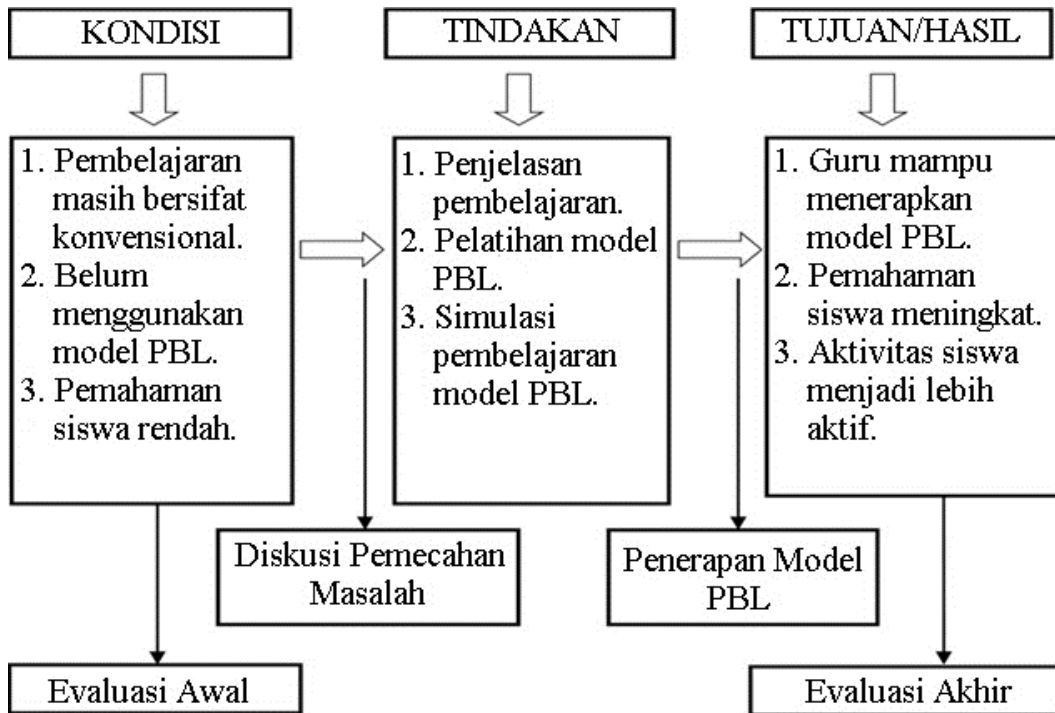 KONDISI
TINDAKAN
TUJUAN/HASIL
1. Pembelajaran
masih bersifat
konvensional.
2. Belum
menggunakan
model PBL.
3. Pemahaman
siswa rendah.
1. Penjelasan
pembelajaran.
2. Pelatihan model
PBL.
3. Simulasi
pembelajaran
model PBL.
1. Guru mampu
menerapkan
model PBL.
2. Pemahaman
siswa meningkat.
3. Aktivitas siswa
menjadi lebih
aktif.
Diskusi Pemecahan
Masalah
Penerapan Model
PBL
Evaluasi Awal
Evaluasi Akhir